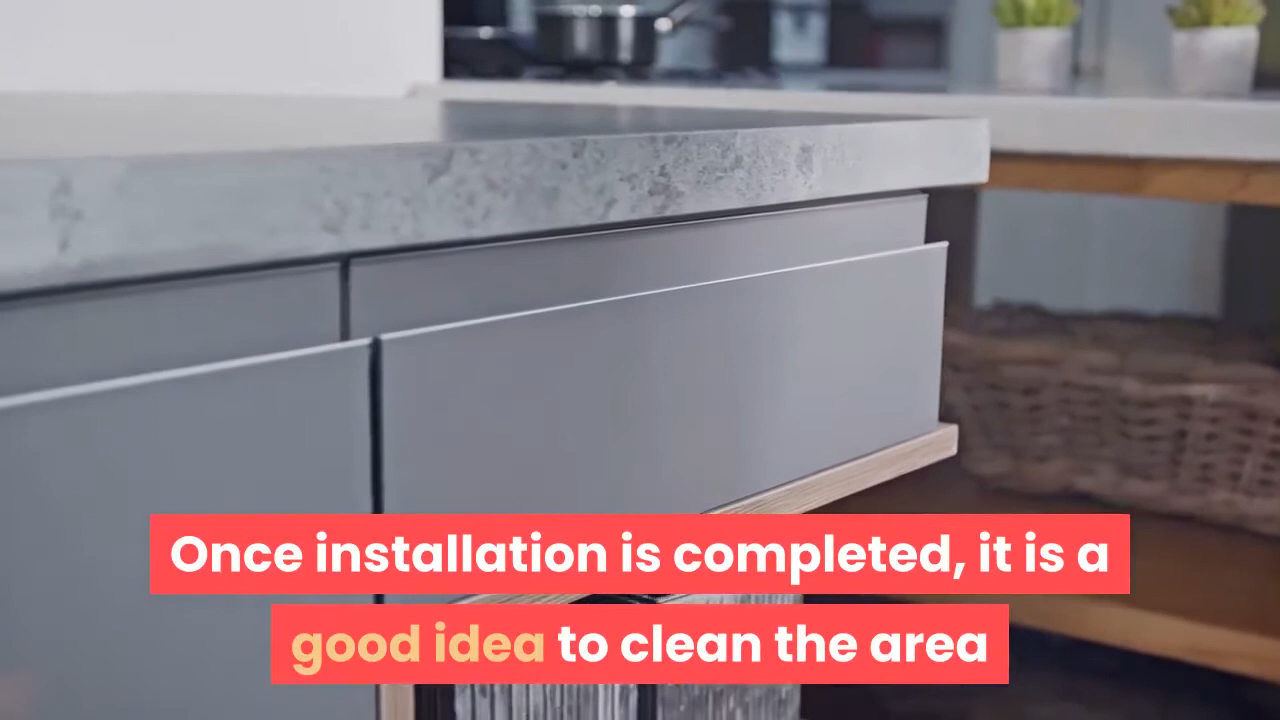 Once installation is completed, it is a
good idea to clean the area